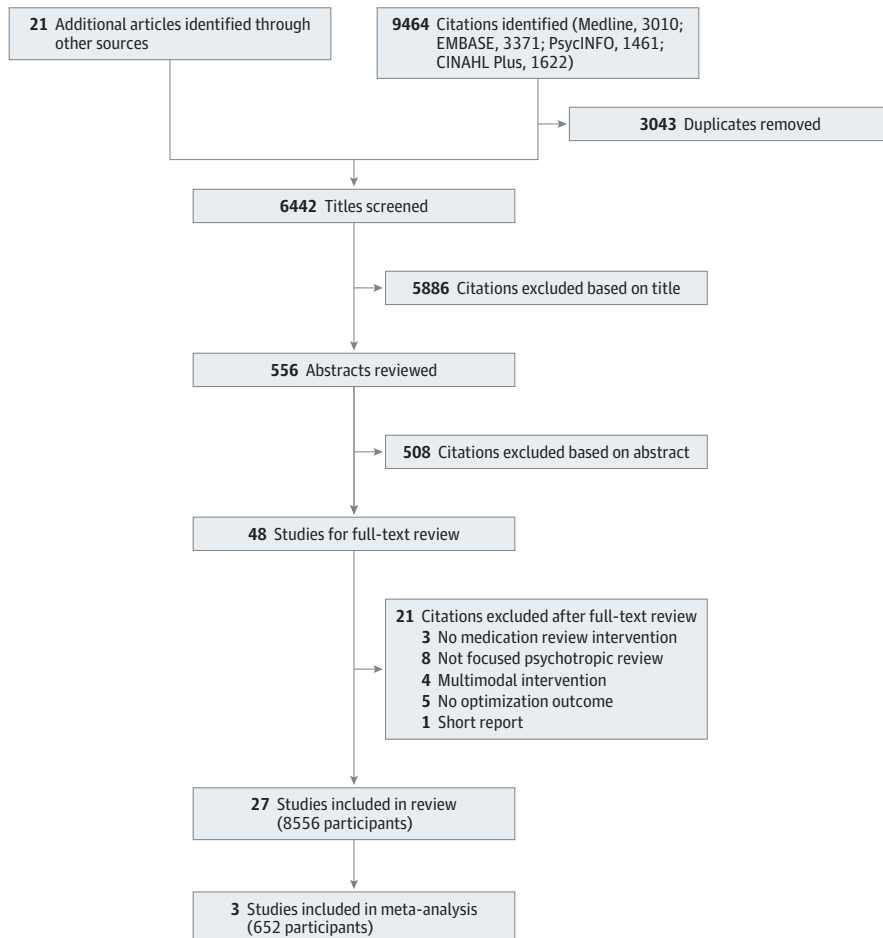 21 Additional articles identified through
other sources
9464 Citations identified (Medline, 3010;
EMBASE, 3371; PsycINFO, 1461;
CINAHL Plus, 1622)
3043 Duplicates removed
6442 Titles screened
5886 Citations excluded based on title
556 Abstracts reviewed
508 Citations excluded based on abstract
48 Studies for full-text review
21 Citations excluded after full-text review
3 No medication review intervention
8 Not focused psychotropic review
4 Multimodal intervention
5 No optimization outcome
1 Short report
27 Studies included in review
(8556 participants)
3 Studies included in meta-analysis
(652 participants)